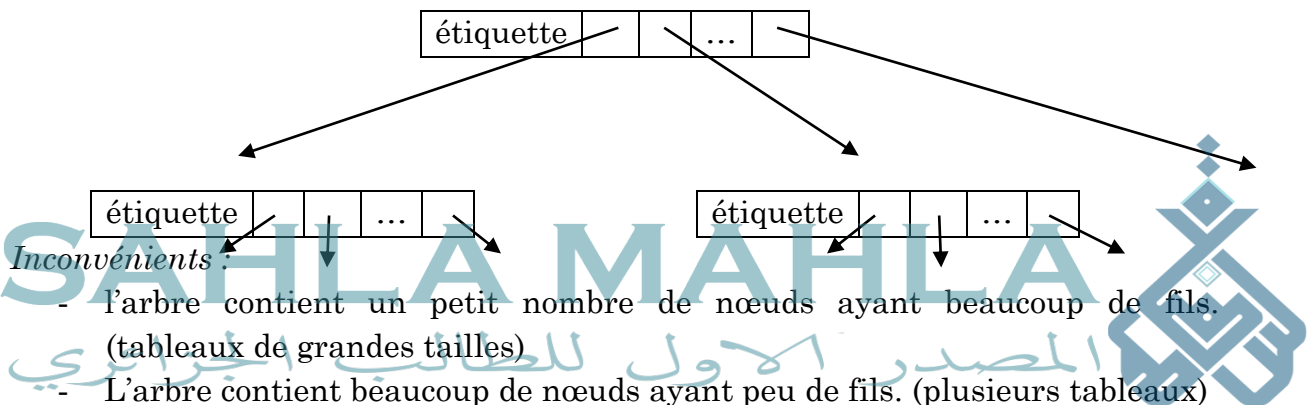 étiquette ...
étiquette ... étiquette ...
Inconvénients :
- l'arbre contient un petit nombre de nœuds ayant beaucoup de fils.
(tableaux de grandes tailles)
- L'arbre contient beaucoup de nœuds ayant peu de fils. (plusieurs tableaux)
SAHLA MAHLA
المصدر الاول للطالب الجزائري